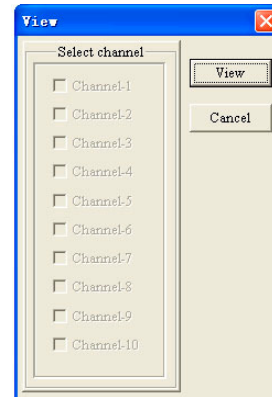 View
Select channel
Channel-1
Channel-2
Channel-3
Channel-4
Channel-5
Channel-6
Channel-7
Channel-8
Channel-9
Channel-10
View
Cancel